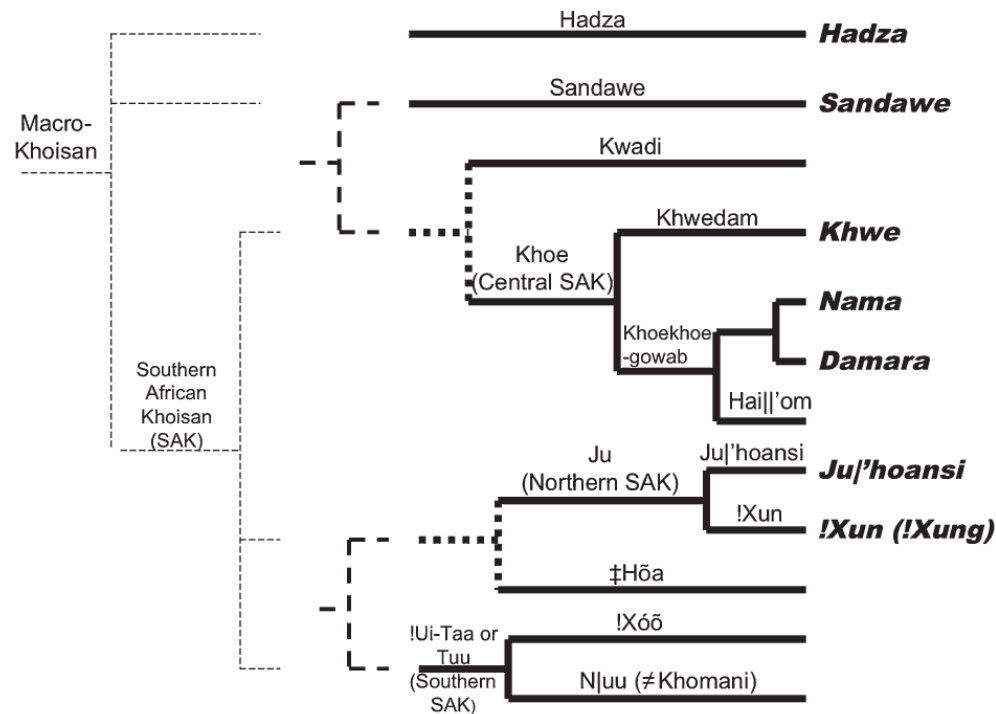 Hadza
Hadza
Sandawe
Sandawe
Macro-
Khoisan
Kwadi
Khwedam
Khwe
Khoe
(Central SAK)
Nama
Khoekhoe
-gowab
Damara
Southern
African
Khoisan
(SAK)
Hai||'om
Ju
(Northern SAK)
Ju|'hoansi
Ju|'hoansi
!Xun
!Xun (!Xung)
‡Hõa
!Ui-Taa or
Tuu
(Southern
SAK)
!Xóõ
N|uu (≠Khomani)